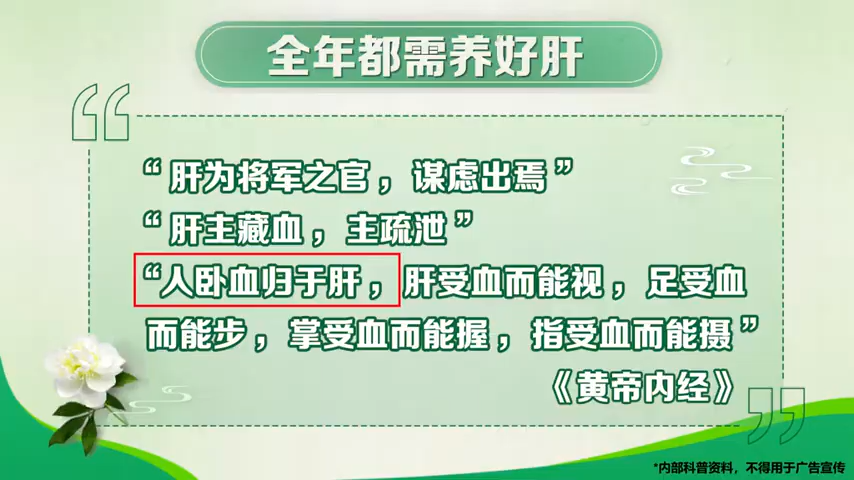 全年都需养好肝
“肝为将军之官，谋虑出焉”
“肝主藏血，主疏泄”
“人卧血归于肝，肝受血而能视，足受血
而能步，掌受血而能握，指受血而能摄”
《黄帝内经》
*内部科普资料，不得用于广告宣传